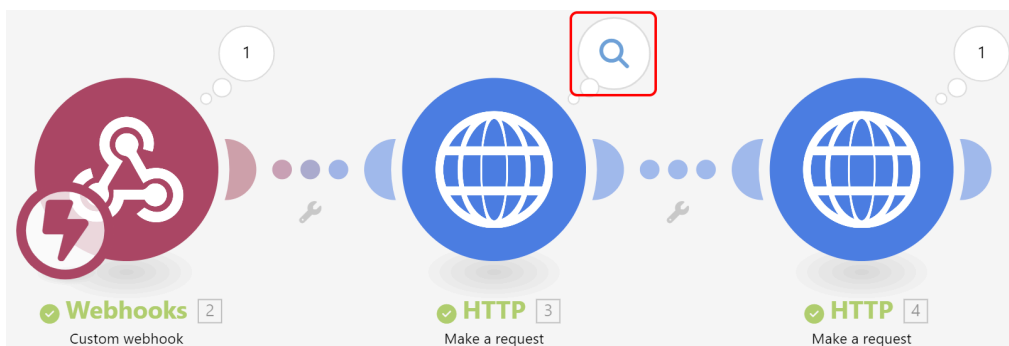 1
1
Webhooks 2
Custom webhook
HTTP 3
Make a request
HTTP 4
Make a request